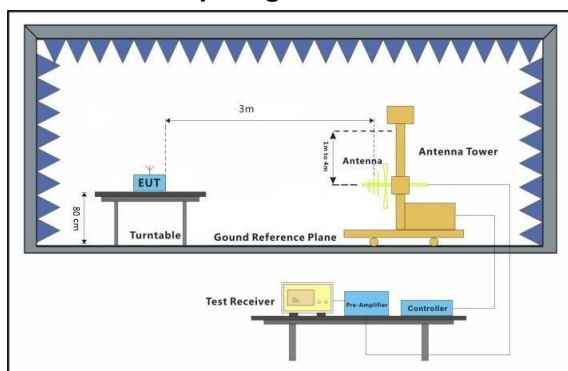 3m
1m to 4m
Antenna
Antenna Tower
EUT
80 cm
Turntable
Gound Reference Plane
Test Receiver
Pre-Amplifier
Controller